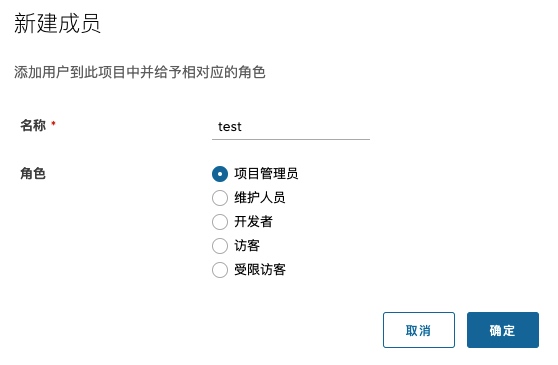 新建成员
添加用户到此项目中并给予相对应的角色
名称 *
test
角色
项目管理员
维护人员
开发者
访客
受限访客
取消
确定